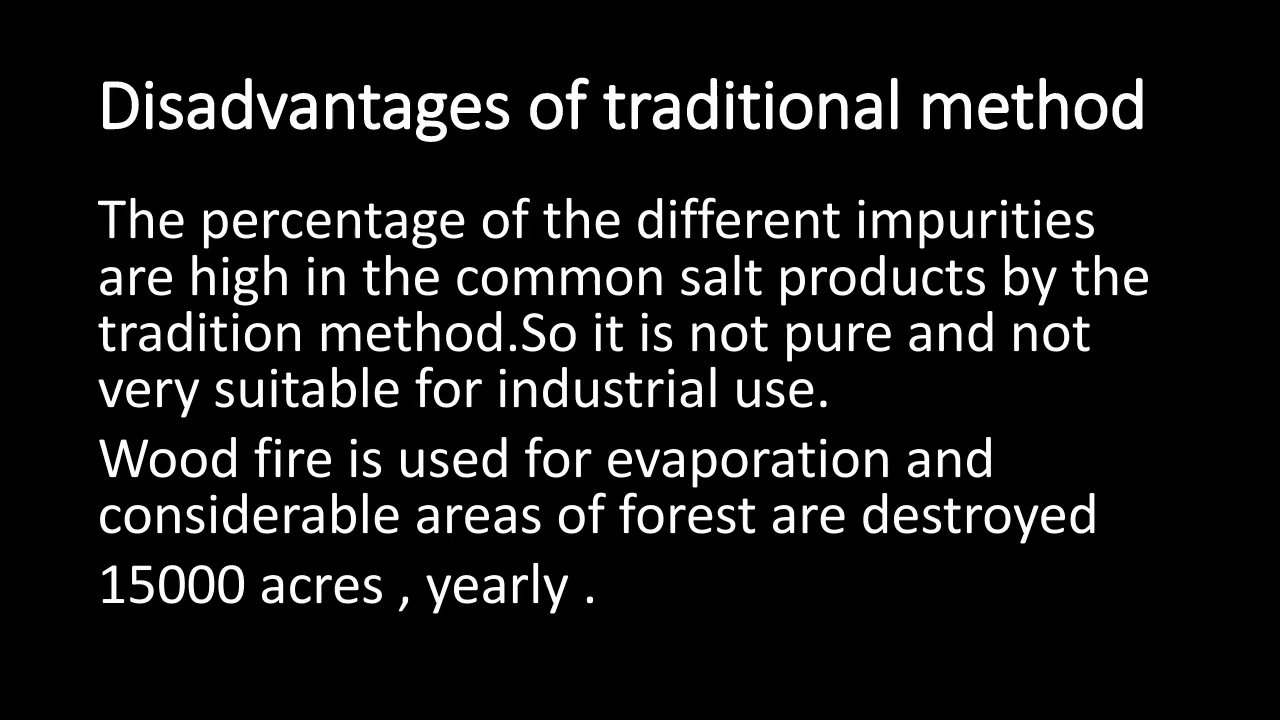 Disadvantages of traditional method
The percentage of the different impurities
are high in the common salt products by the
tradition method.So it is not pure and not
very suitable for industrial use.
Wood fire is used for evaporation and
considerable areas of forest are destroyed
15000 acres , yearly .